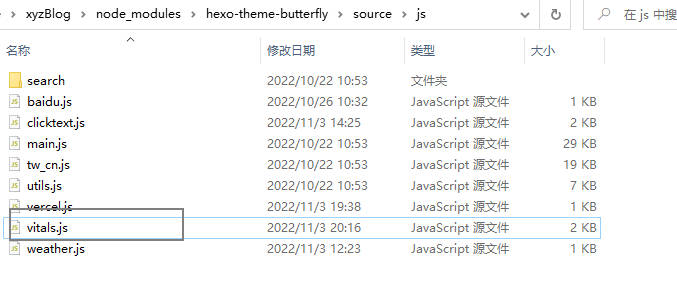 xyzBlog > node_modules > hexo-theme-butterfly > source > js 在 js 中搜
名称 修改日期 类型 大小
search 2022/10/22 10:53 文件夹
baidu.js 2022/10/26 10:32 JavaScript 源文件 1 KB
clicktext.js 2022/11/3 14:25 JavaScript 源文件 2 KB
main.js 2022/10/22 10:53 JavaScript 源文件 29 KB
tw_cn.js 2022/10/22 10:53 JavaScript 源文件 19 KB
utils.js 2022/10/22 10:53 JavaScript 源文件 7 KB
vercel.js 2022/11/3 19:38 JavaScript 源文件 1 KB
vitals.js 2022/11/3 20:16 JavaScript 源文件 2 KB
weather.js 2022/11/3 12:23 JavaScript 源文件 1 KB